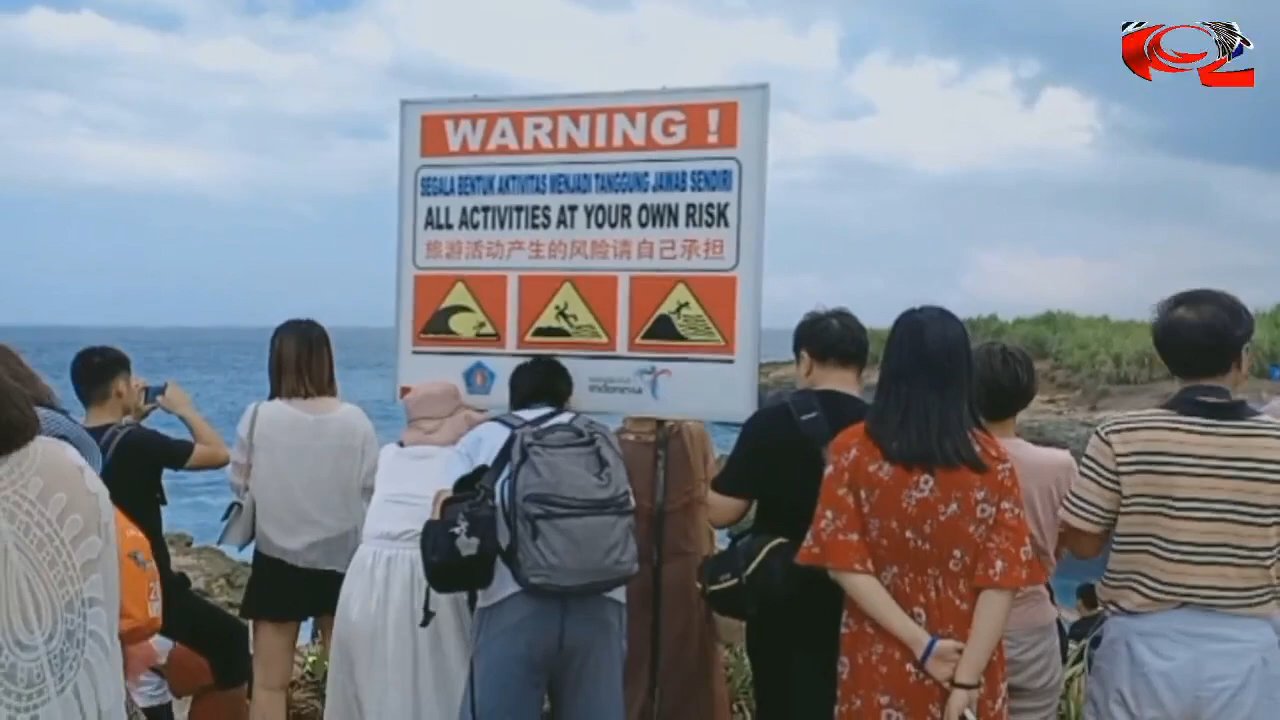 WARNING !
SEGALA BENTUK AKTIVITAS MENJADI TANGGUNG JAWAB SENDIRI
ALL ACTIVITIES AT YOUR OWN RISK
旅游活动产生的风险请自己承担
indonesia